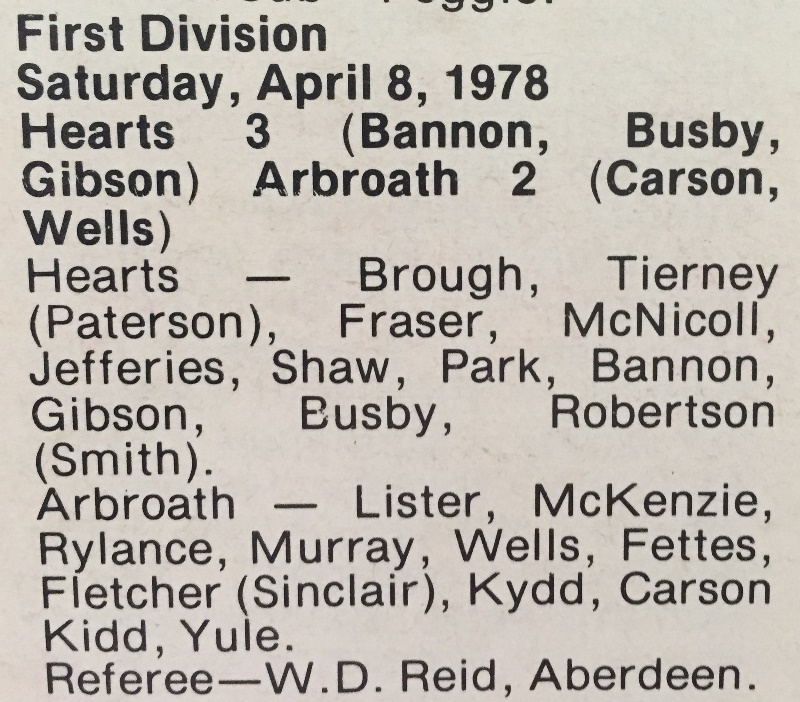 First Division
Saturday, April 8, 1978
Hearts 3 (Bannon, Busby,
Gibson) Arbroath 2 (Carson,
Wells)
Hearts — Brough, Tierney
(Paterson), Fraser, McNicoll,
Jefferies, Shaw, Park, Bannon,
Gibson, Busby, Robertson
(Smith).
Arbroath — Lister, McKenzie,
Rylance, Murray, Wells, Fettes,
Fletcher (Sinclair), Kydd, Carson
Kidd, Yule.
Referee—W.D. Reid, Aberdeen.